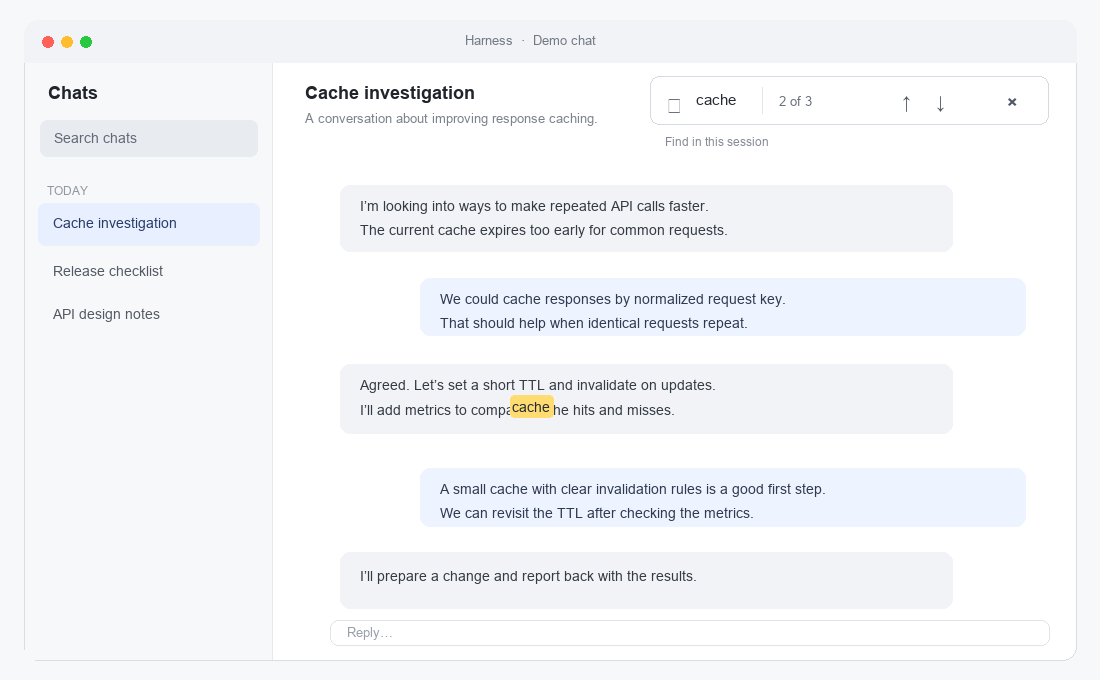 Harness · Demo chat
Chats
Search chats
TODAY
Cache investigation
Release checklist
API design notes
Cache investigation
A conversation about improving response caching.
cache 2 of 3 ↑ ↓ ×
Find in this session
I’m looking into ways to make repeated API calls faster.
The current cache expires too early for common requests.
We could cache responses by normalized request key.
That should help when identical requests repeat.
Agreed. Let’s set a short TTL and invalidate on updates.
I’ll add metrics to cache hits and misses.
A small cache with clear invalidation rules is a good first step.
We can revisit the TTL after checking the metrics.
I’ll prepare a change and report back with the results.
Reply…